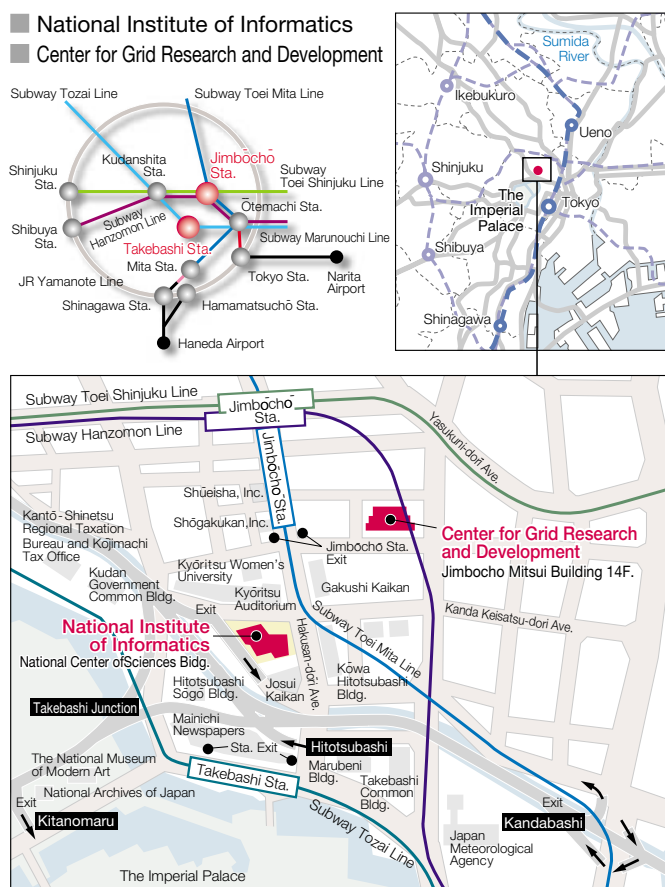 National Institute of Informatics
Center for Grid Research and Development
Subway Tozai Line
Subway Toei Mita Line
Kudanshita
Sta.
Jimbōchō
Sta.
Shinjuku
Sta.
Subway
Toei Shinjuku Line
Ōtemachi Sta.
Subway
Hanzomon Line
Shibuya
Sta.
Takebashi Sta.
Subway Marunouchi Line
Mita Sta.
Tokyo Sta.
Narita
Airport
JR Yamanote Line
Shinagawa Sta.
Hamamatsuchō Sta.
Haneda Airport
Sumida
River
Ikebukuro
Ueno
Shinjuku
The
Imperial
Palace
Tokyo
Shibuya
Shinagawa
Subway Toei Shinjuku Line
Jimbōchō
Sta.
Subway Hanzomon Line
Yasukuni-dori Ave.
Jimbōchō Sta.
Shūeisha, Inc.
Shōgakukan,Inc.
Kantō-Shinetsu
Regional Taxation
Bureau and Kōjimachi
Tax Office
Center for Grid Research
and Development
Jimbocho Mitsui Building 14F.
Jimbōchō Sta.
Exit
Kyōritsu Women's
University
Kudan
Government
Common Bldg.
Gakushi Kaikan
Kyōritsu
Auditorium
Exit
Kanda Keisatsu-dori Ave.
National Institute
of Informatics
National Center ofSciences Bidg.
Subway Toei Mita Line
Hakusan-dōri Ave.
Kōwa
Hitotsubashi
Bldg.
Josui
Kaikan
Hitotsubashi
Sōgō Bldg.
Takebashi Junction
Mainichi
Newspapers
Sta. Exit
Hitotsubashi
The National Museum
of Modern Art
Marubeni
Bldg.
Takebashi Sta.
Takebashi
Common
Bldg.
National Archives of Japan
Exit
Kitanomaru
Exit
Kandabashi
Subway Tozai Line
Japan
Meteorological
Agency
The Imperial Palace